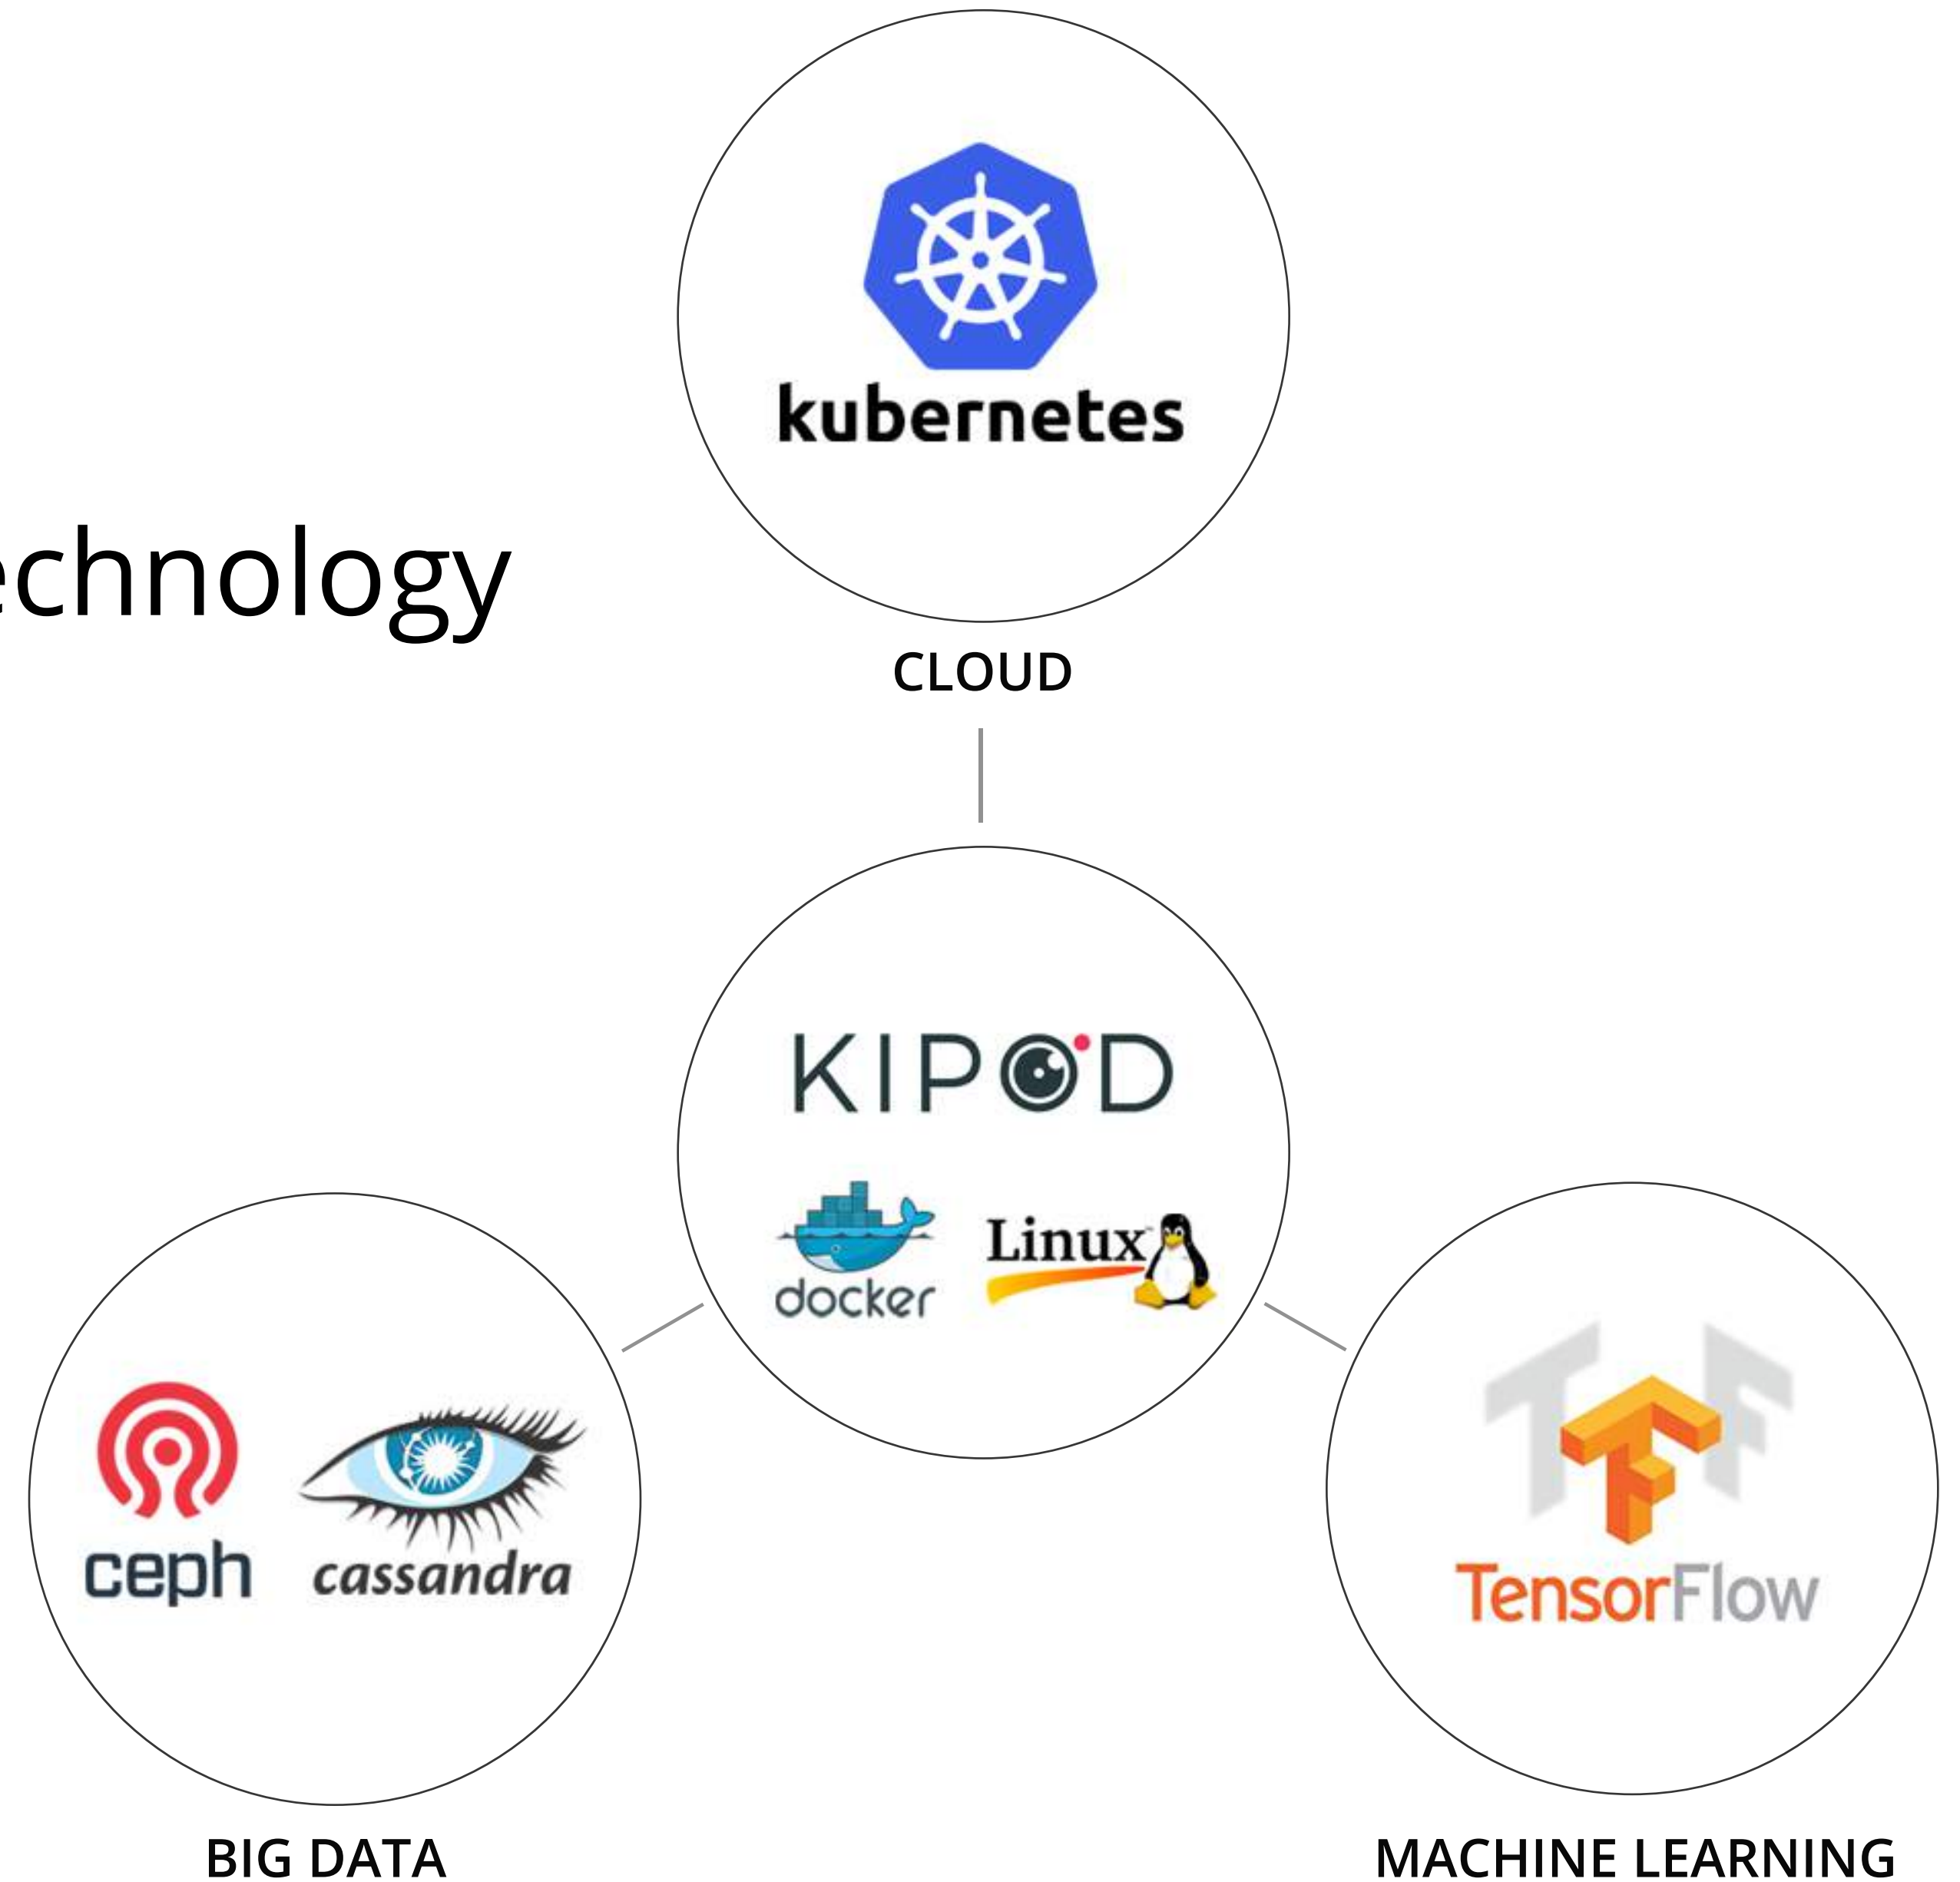 kubernetes
echnology
CLOUD
KIPOD
docker
Linux
ceph
cassandra
TensorFlow
BIG DATA
MACHINE LEARNING